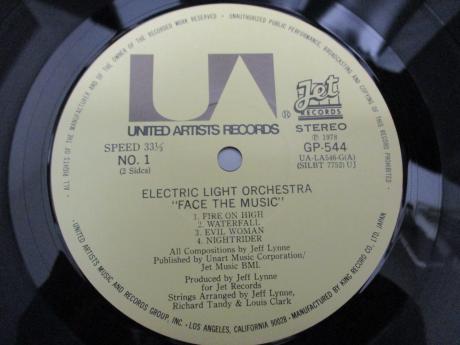 UA
Jet
RECORDS
UNITED ARTISTS RECORDS ®
STEREO
SPEED 33⅓
℗ 1978
NO. 1
GP-544
(2 Sides)
UA-LA546-G(A)
(SILBT 7752) UJ
ELECTRIC LIGHT ORCHESTRA
"FACE THE MUSIC"
1. FIRE ON HIGH
2. WATERFALL
3. EVIL WOMAN
4. NIGHTRIDER
All Compositions by Jeff Lynne
Published by Unart Music Corporation/
Jet Music BMI.
Produced by Jeff Lynne
for Jet Records
Strings Arranged by Jeff Lynne,
Richard Tandy & Louis Clark
• ALL RIGHTS OF THE MANUFACTURER AND OF THE OWNER OF THE RECORDED WORK RESERVED • UNAUTHORIZED PUBLIC PERFORMANCE, BROADCASTING AND COPYING OF THIS RECORD PROHIBITED •
UNITED ARTISTS MUSIC AND RECORDS GROUP, INC. • LOS ANGELES, CALIFORNIA 90028 • MANUFACTURED BY KING RECORD CO., LTD. JAPAN